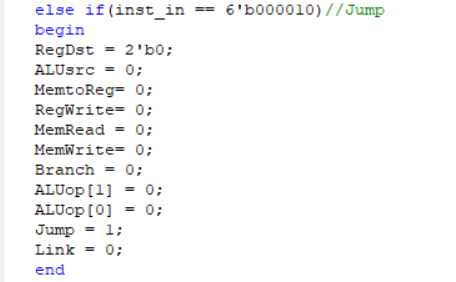 else if(inst_in == 6'b000010)//Jump
begin
RegDst = 2'b0;
ALUsrc = 0;
MemtoReg= 0;
RegWrite= 0;
MemRead = 0;
MemWrite= 0;
Branch = 0;
ALUop[1] = 0;
ALUop[0] = 0;
Jump = 1;
Link = 0;
end